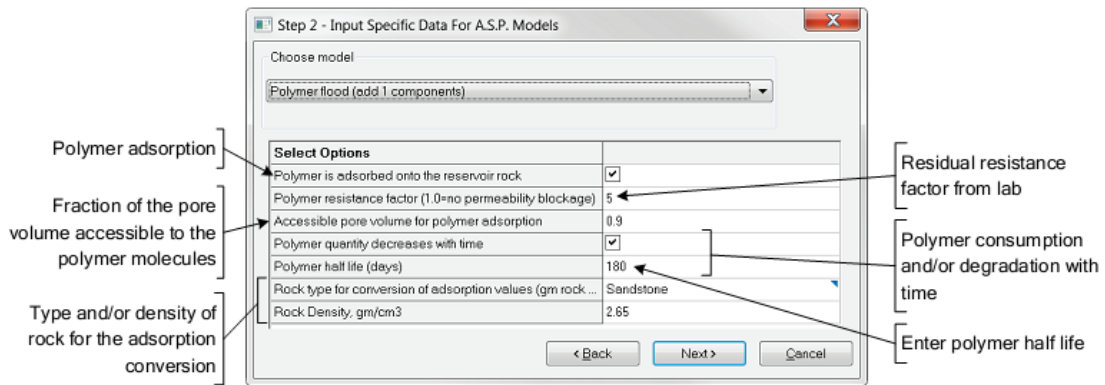 Step 2 - Input Specific Data For A.S.P. Models
X
Choose model
Polymer flood (add 1 components)
Select Options
Polymer is adsorbed onto the reservoir rock
Polymer resistance factor (1.0=no permeability blockage) 5
Accessible pore volume for polymer adsorption 0.9
Polymer quantity decreases with time
Polymer half life (days) 180
Rock type for conversion of adsorption values (gm rock ... Sandstone
Rock Density, gm/cm3 2.65
< Back Next > Cancel
Polymer adsorption
Fraction of the pore
volume accessible to the
polymer molecules
Type and/or density of
rock for the adsorption
conversion
Residual resistance
factor from lab
Polymer consumption
and/or degradation with
time
Enter polymer half life